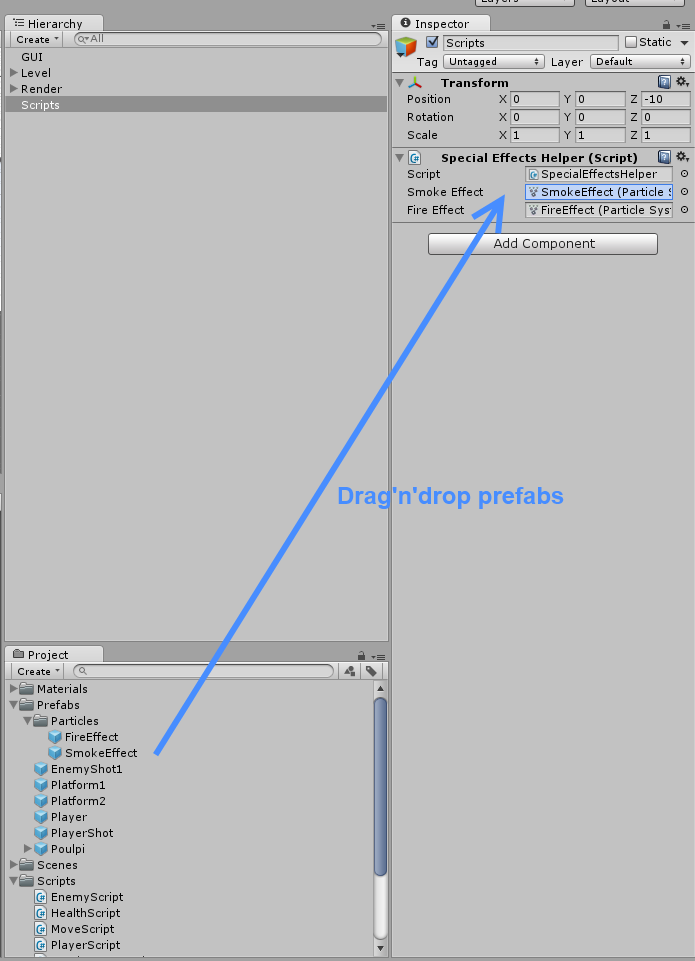 Layers
Layout
Hierarchy
Create
All
GUI
Level
Render
Scripts
Inspector
Scripts
Static
Tag Untagged Layer Default
Transform
Position X 0 Y 0 Z -10
Rotation X 0 Y 0 Z 0
Scale X 1 Y 1 Z 1
Special Effects Helper (Script)
Script SpecialEffectsHelper
Smoke Effect SmokeEffect (Particle S
Fire Effect FireEffect (Particle Sys
Add Component
Drag'n'drop prefabs
Project
Create
Materials
Prefabs
Particles
FireEffect
SmokeEffect
EnemyShot1
Platform1
Platform2
Player
PlayerShot
Poulpi
Scenes
Scripts
EnemyScript
HealthScript
MoveScript
PlayerScript